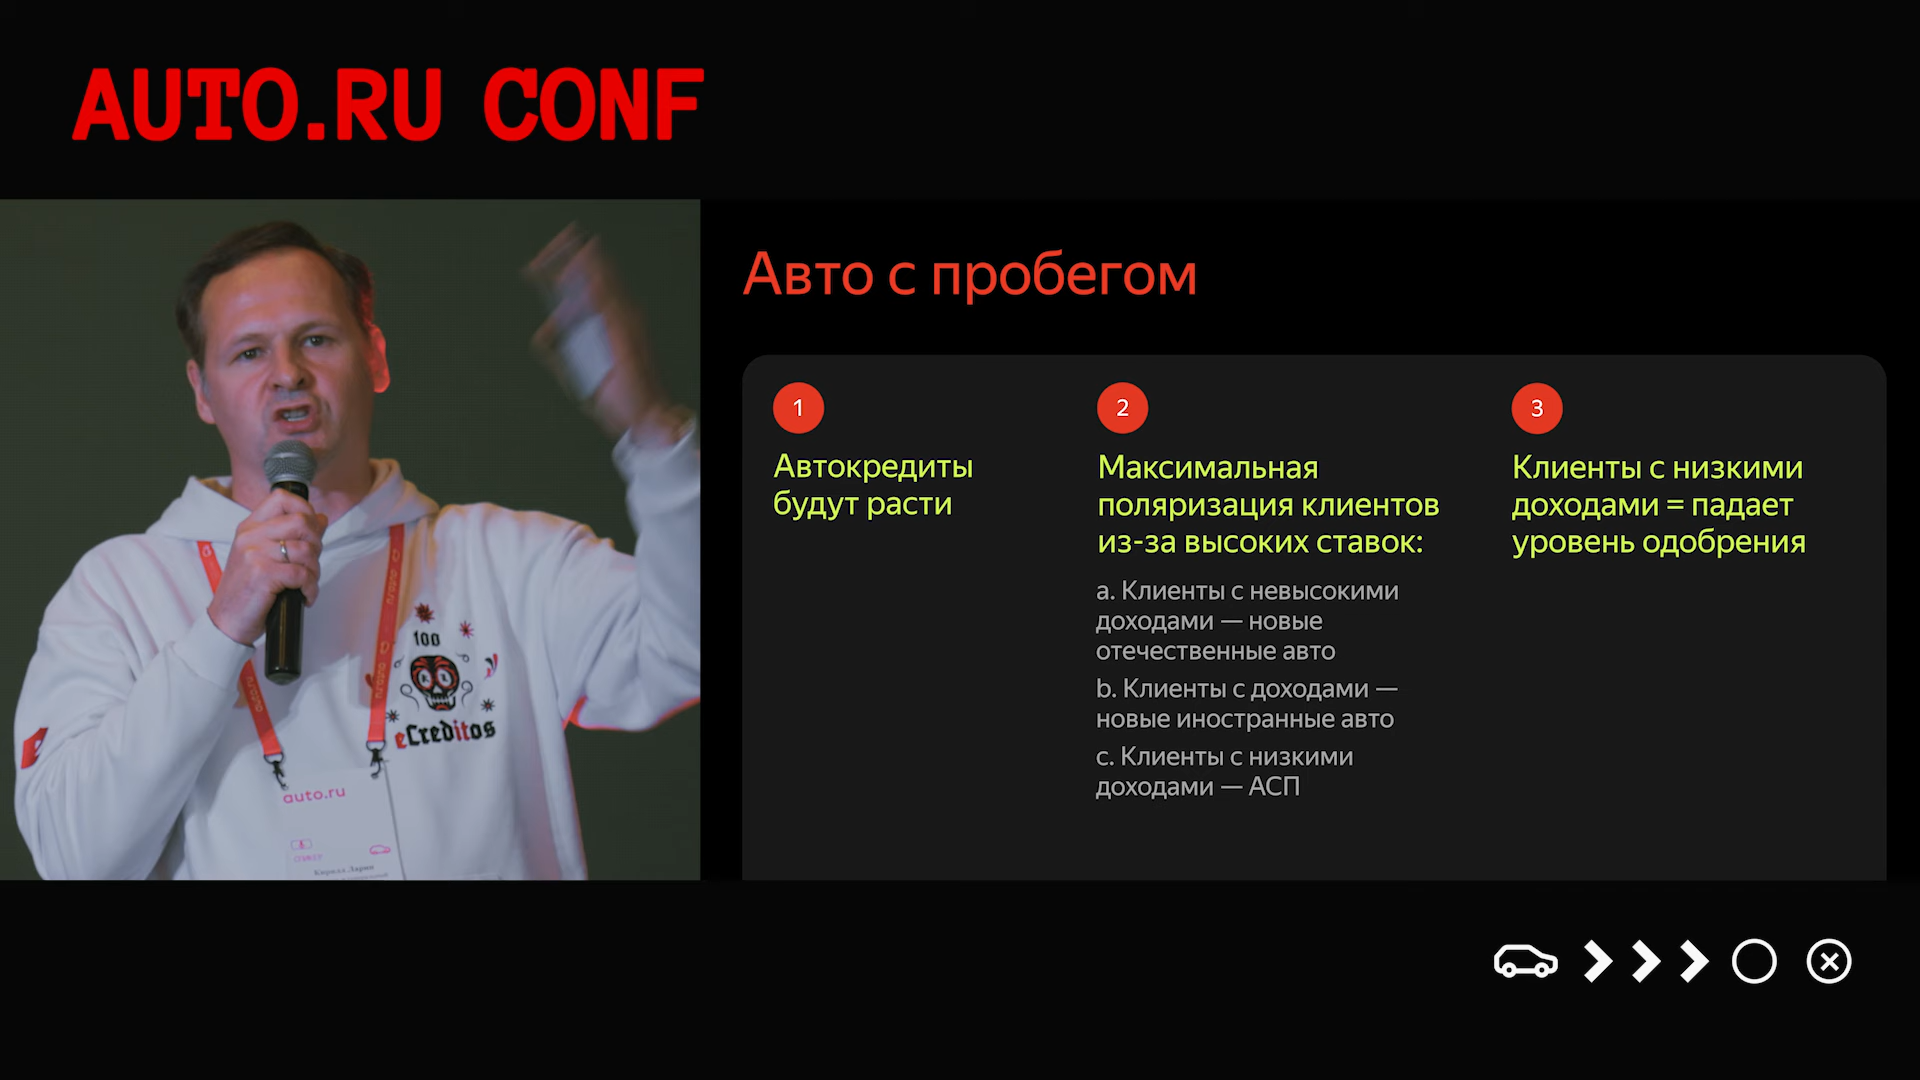 AUTO.RU CONF
Авто с пробегом
1
Автокредиты
будут расти
2
Максимальная
поляризация клиентов
из-за высоких ставок:
a. Клиенты с невысокими
доходами — новые
отечественные авто
b. Клиенты с доходами —
новые иностранные авто
c. Клиенты с низкими
доходами — АСП
3
Клиенты с низкими
доходами = падает
уровень одобрения
100
eCreditos
auto.ru